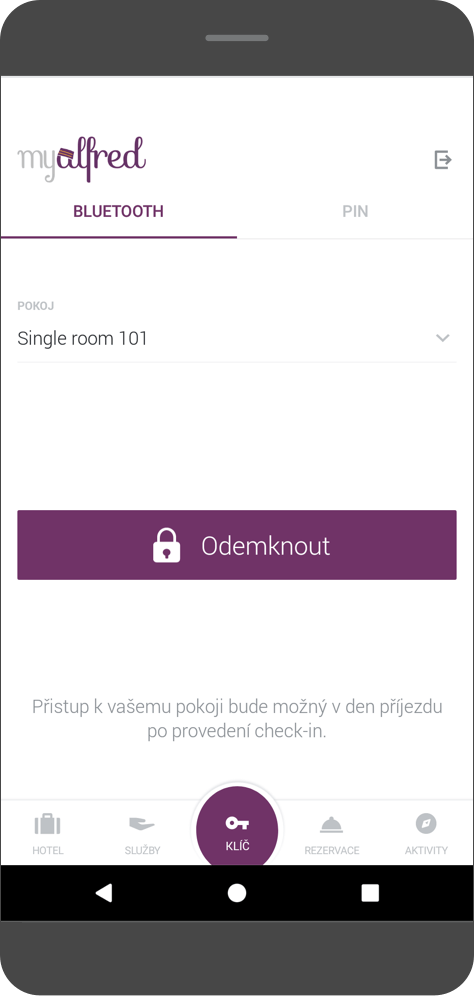 myalfred
BLUETOOTH PIN
POKOJ
Single room 101
Odemknout
Přistup k vašemu pokoji bude možný v den příjezdu
po provedení check-in.
HOTEL SLUŽBY KLÍČ REZERVACE AKTIVITY